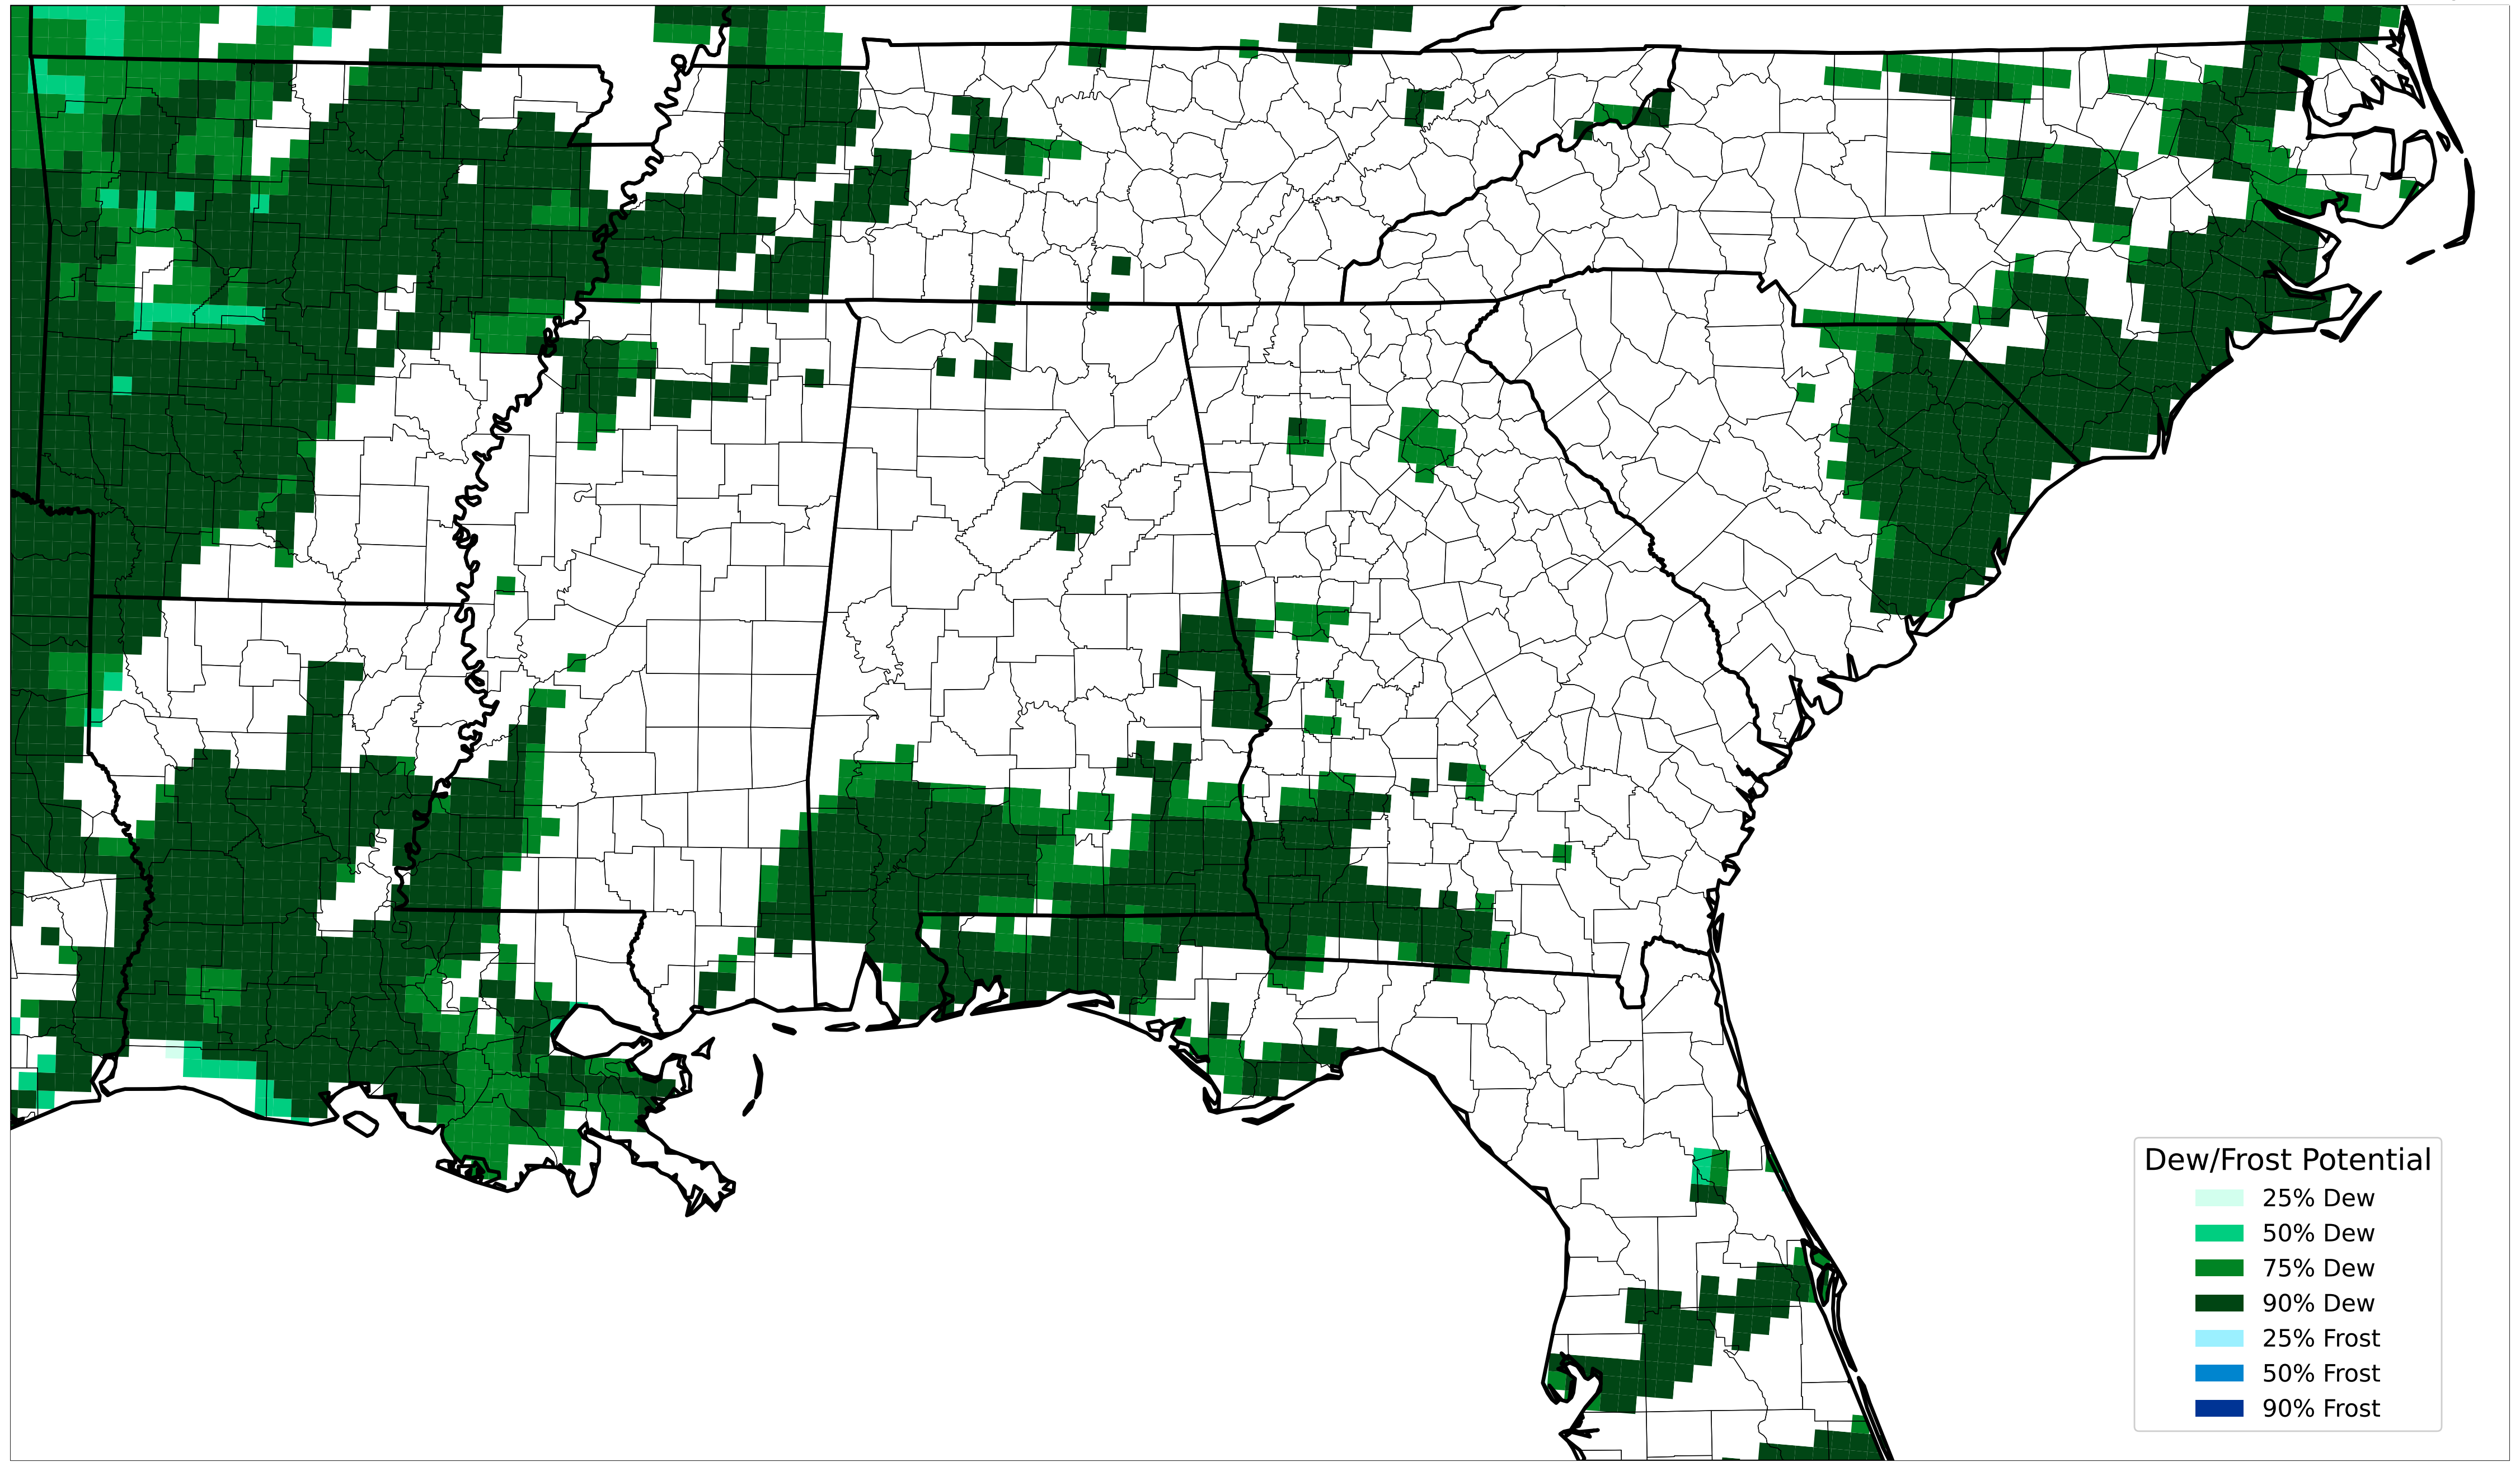 Dew/Frost Potential
25% Dew
50% Dew
75% Dew
90% Dew
25% Frost
50% Frost
90% Frost